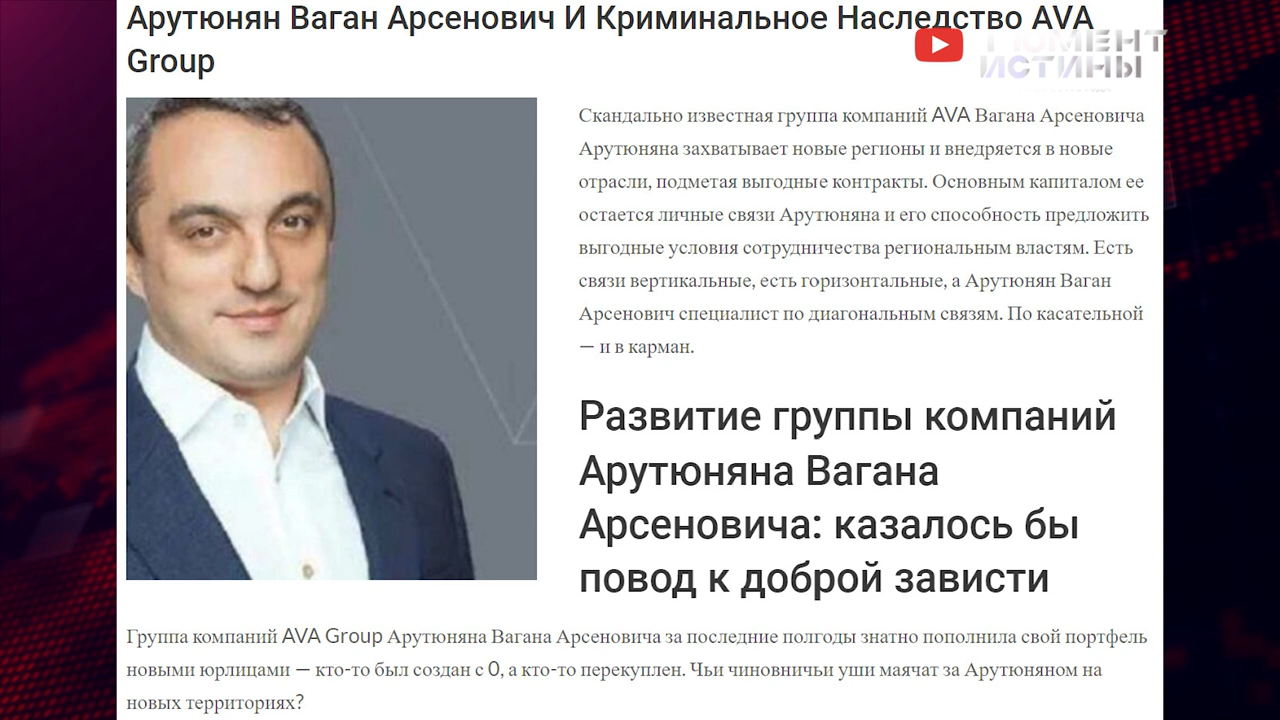 Арутюнян Ваган Арсенович И Криминальное Наследство AVA
Group
МОМЕНТ
ИСТИНЫ
Скандально известная группа компаний AVA Вагана Арсеновича
Арутюняна захватывает новые регионы и внедряется в новые
отрасли, подметая выгодные контракты. Основным капиталом ее
остается личные связи Арутюняна и его способность предложить
выгодные условия сотрудничества региональным властям. Есть
связи вертикальные, есть горизонтальные, а Арутюнян Ваган
Арсенович специалист по диагональным связям. По касательной
— и в карман.
Развитие группы компаний
Арутюняна Вагана
Арсеновича: казалось бы
повод к доброй зависти
Группа компаний AVA Group Арутюняна Вагана Арсеновича за последние полгоды знатно пополнила свой портфель
новыми юрлицами — кто-то был создан с 0, а кто-то перекуплен. Чьи чиновничьи уши маячат за Арутюняном на
новых территориях?